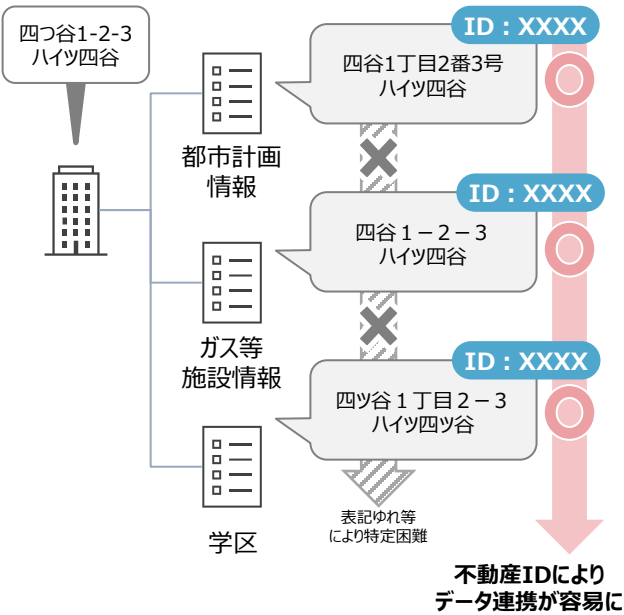 四つ谷1-2-3
ハイツ四谷
ID：XXXX
四谷1丁目2番3号
ハイツ四谷
都市計画
情報
ID：XXXX
四谷１－２－３
ハイツ四谷
ガス等
施設情報
ID：XXXX
四ツ谷１丁目２－３
ハイツ四ツ谷
学区
表記ゆれ等
により特定困難
不動産IDにより
データ連携が容易に